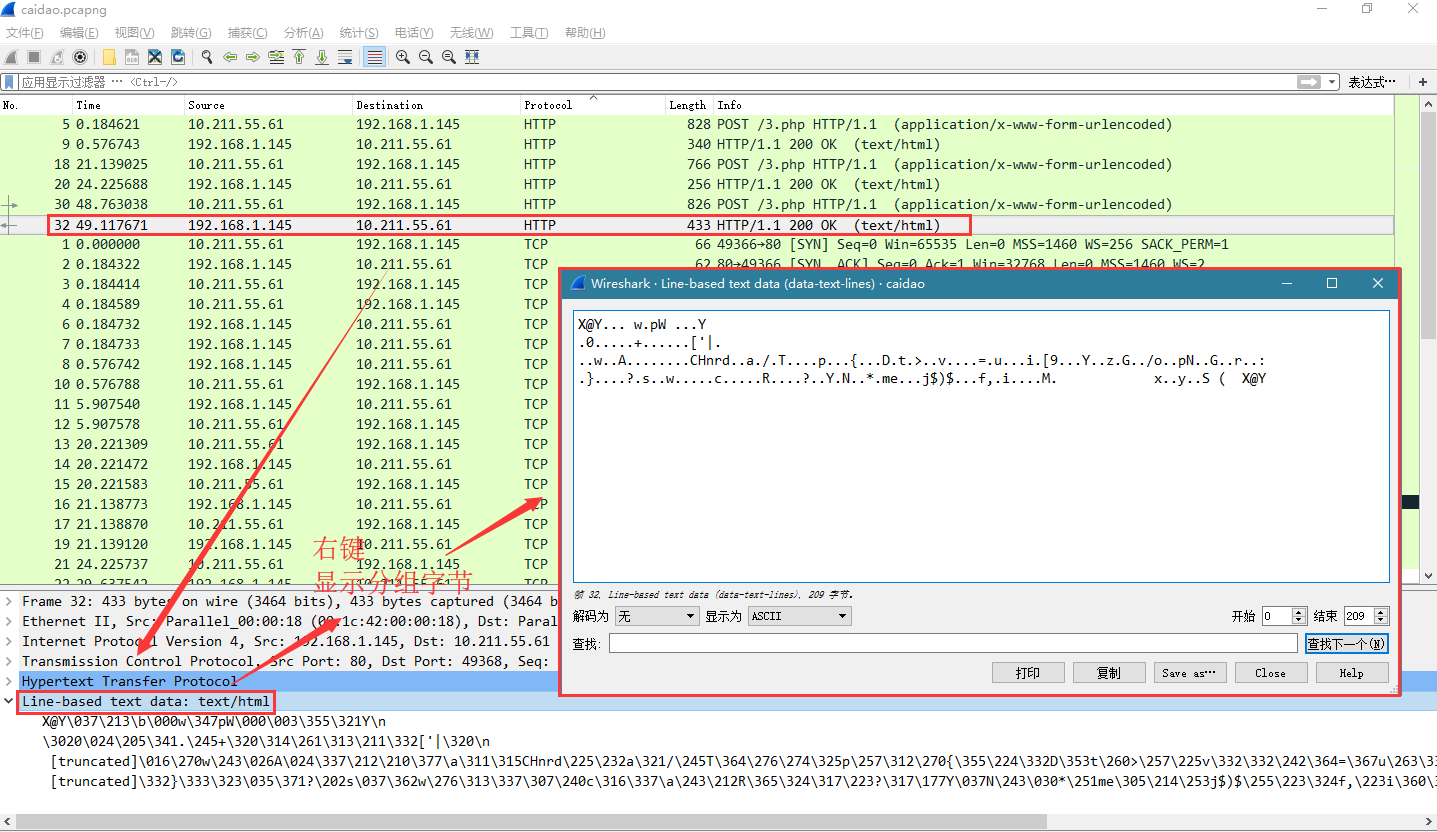 caidao.pcapng
文件(F) 编辑(E) 视图(V) 跳转(G) 捕获(C) 分析(A) 统计(S) 电话(Y) 无线(W) 工具(T) 帮助(H)
应用显示过滤器 … <Ctrl-/> 表达式… +
No. Time Source Destination Protocol Length Info
5 0.184621 10.211.55.61 192.168.1.145 HTTP 828 POST /3.php HTTP/1.1 (application/x-www-form-urlencoded)
9 0.576743 192.168.1.145 10.211.55.61 HTTP 340 HTTP/1.1 200 OK (text/html)
18 21.139025 10.211.55.61 192.168.1.145 HTTP 766 POST /3.php HTTP/1.1 (application/x-www-form-urlencoded)
20 24.225688 192.168.1.145 10.211.55.61 HTTP 256 HTTP/1.1 200 OK (text/html)
30 48.763038 10.211.55.61 192.168.1.145 HTTP 826 POST /3.php HTTP/1.1 (application/x-www-form-urlencoded)
32 49.117671 192.168.1.145 10.211.55.61 HTTP 433 HTTP/1.1 200 OK (text/html)
1 0.000000 10.211.55.61 192.168.1.145 TCP 66 49366→80 [SYN] Seq=0 Win=65535 Len=0 MSS=1460 WS=256 SACK_PERM=1
2 0.184322 192.168.1.145 10.211.55.61 TCP 62 80→49366 [SYN, ACK] Seq=0 Ack=1 Win=32768 Len=0 MSS=1460 WS=2
3 0.184414 10.211.55.61 192.168.1.145 TCP
4 0.184589 10.211.55.61 192.168.1.145 TCP
6 0.184732 192.168.1.145 10.211.55.61 TCP
7 0.184733 192.168.1.145 10.211.55.61 TCP
8 0.576742 192.168.1.145 10.211.55.61 TCP
10 0.576788 10.211.55.61 192.168.1.145 TCP
11 5.907540 192.168.1.145 10.211.55.61 TCP
12 5.907578 10.211.55.61 192.168.1.145 TCP
13 20.221309 10.211.55.61 192.168.1.145 TCP
14 20.221472 192.168.1.145 10.211.55.61 TCP
15 20.221583 10.211.55.61 192.168.1.145 TCP
16 21.138773 192.168.1.145 10.211.55.61 TCP
17 21.138870 10.211.55.61 192.168.1.145 TCP
19 21.139120 192.168.1.145 10.211.55.61 TCP
21 24.225737 10.211.55.61 192.168.1.145 TCP
22 29.637542 192.168.1.145 10.211.55.61 TCP
右键
显示分组字节
Wireshark · Line-based text data (data-text-lines) · caidao
X@Y... w.pW ...Y
.0.....+......['|.
..w..A........CHnrd..a./.T....p...{...D.t.>..v....=.u...i.[9...Y..z.G../o..pN..G..r..:
.}....?.s..w.....c.....R....?..Y.N..*.me...j$)$...f,.i....M. x..y..S ( X@Y
帧 32, Line-based text data (data-text-lines), 209 字节.
解码为 无 显示为 ASCII 开始 0 结束 209
查找: 查找下一个(N)
打印 复制 Save as… Close Help
Frame 32: 433 bytes on wire (3464 bits), 433 bytes captured (3464 b
Ethernet II, Src: Parallel_00:00:18 (00:1c:42:00:00:18), Dst: Paral
Internet Protocol Version 4, Src: 192.168.1.145, Dst: 10.211.55.61
Transmission Control Protocol, Src Port: 80, Dst Port: 49368, Seq:
Hypertext Transfer Protocol
Line-based text data: text/html
X@Y\037\213\b\000w\347pW\000\003\355\321Y\n
\3020\024\205\341.\245+\320\314\261\313\211\332['|\320\n
[truncated]\016\270w\243\026A\024\337\212\210\377\a\311\315CHnrd\225\232a\321/\245T\364\276\274\325p\257\312\270{\355\224\332D\353t\260>\257\225v\332\332\242\364=\367u\263\33
[truncated]\332}\333\323\035\371?\202s\037\362w\276\313\337\307\240c\316\337\a\243\212R\365\324\317\223?\317\177Y\037N\243\030*\251me\305\214\253j$)$\255\223\324f,\223i\360\3